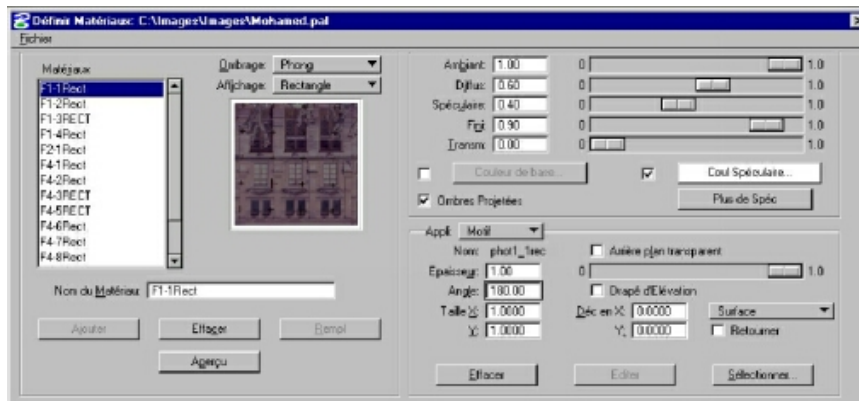 Définir Matériaux: C:\Images\Images\Mohamed.pal
Fichier
Matériaux
F1-1Rect
F1-2Rect
F1-3RECT
F1-4Rect
F2-1Rect
F4-1Rect
F4-2Rect
F4-3RECT
F4-5RECT
F4-6Rect
F4-7Rect
F4-8Rect
Ombrage: Phong
Affichage: Rectangle
Nom du Matériau: F1-1Rect
Ajouter
Effacer
Rempl
Aperçu
Ambiant: 1.00 0 1.0
Diffus: 0.60 0 1.0
Spéculaire: 0.40 0 1.0
Fini: 0.90 0 1.0
Transm: 0.00 0 1.0
Couleur de base...
Coul Spéculaire...
Ombres Projetées
Plus de Spéc
Appli: Motif
Nom: phot1_1rec
Arrière plan transparent
Epaisseur: 1.00 0 1.0
Angle: 180.00
Drapé d'Elévation
Taille X: 1.0000
Déc en X: 0.0000
Surface
Y: 1.0000
Y: 0.0000
Retourner
Effacer
Editer
Sélectionner...